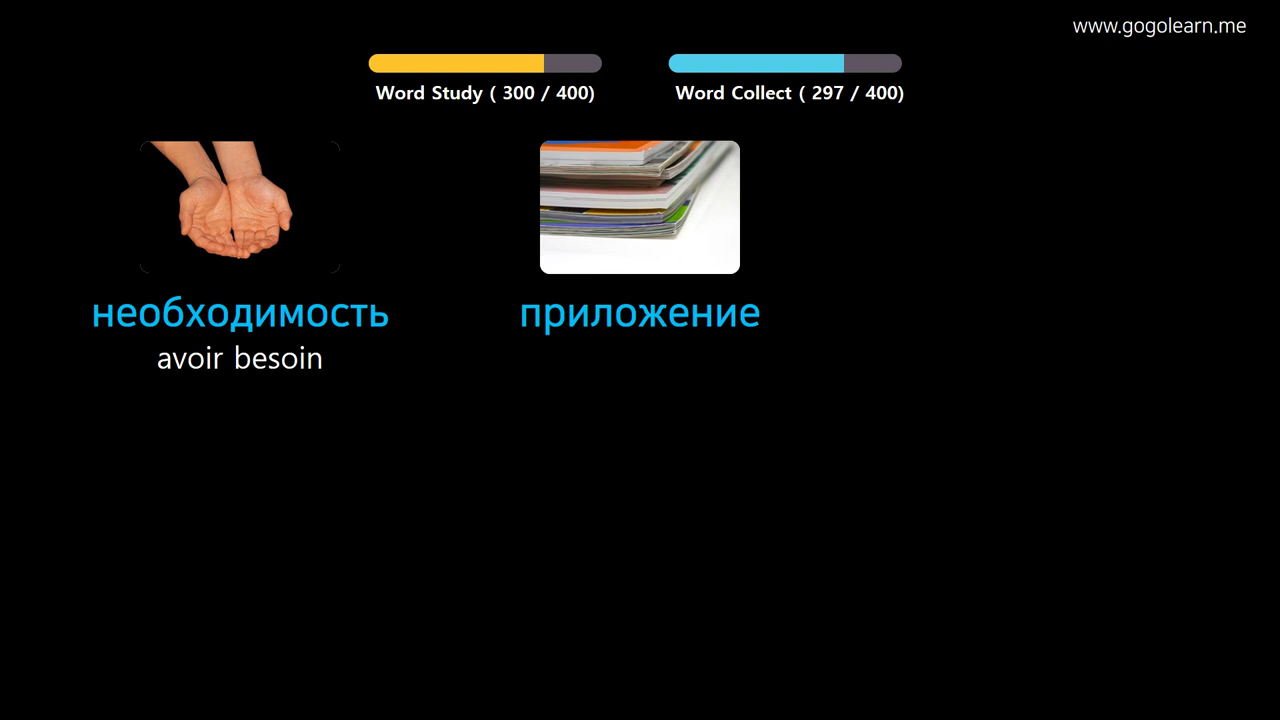 www.gogolearn.me
Word Study ( 300 / 400)
Word Collect ( 297 / 400)
необходимость
приложение
avoir besoin